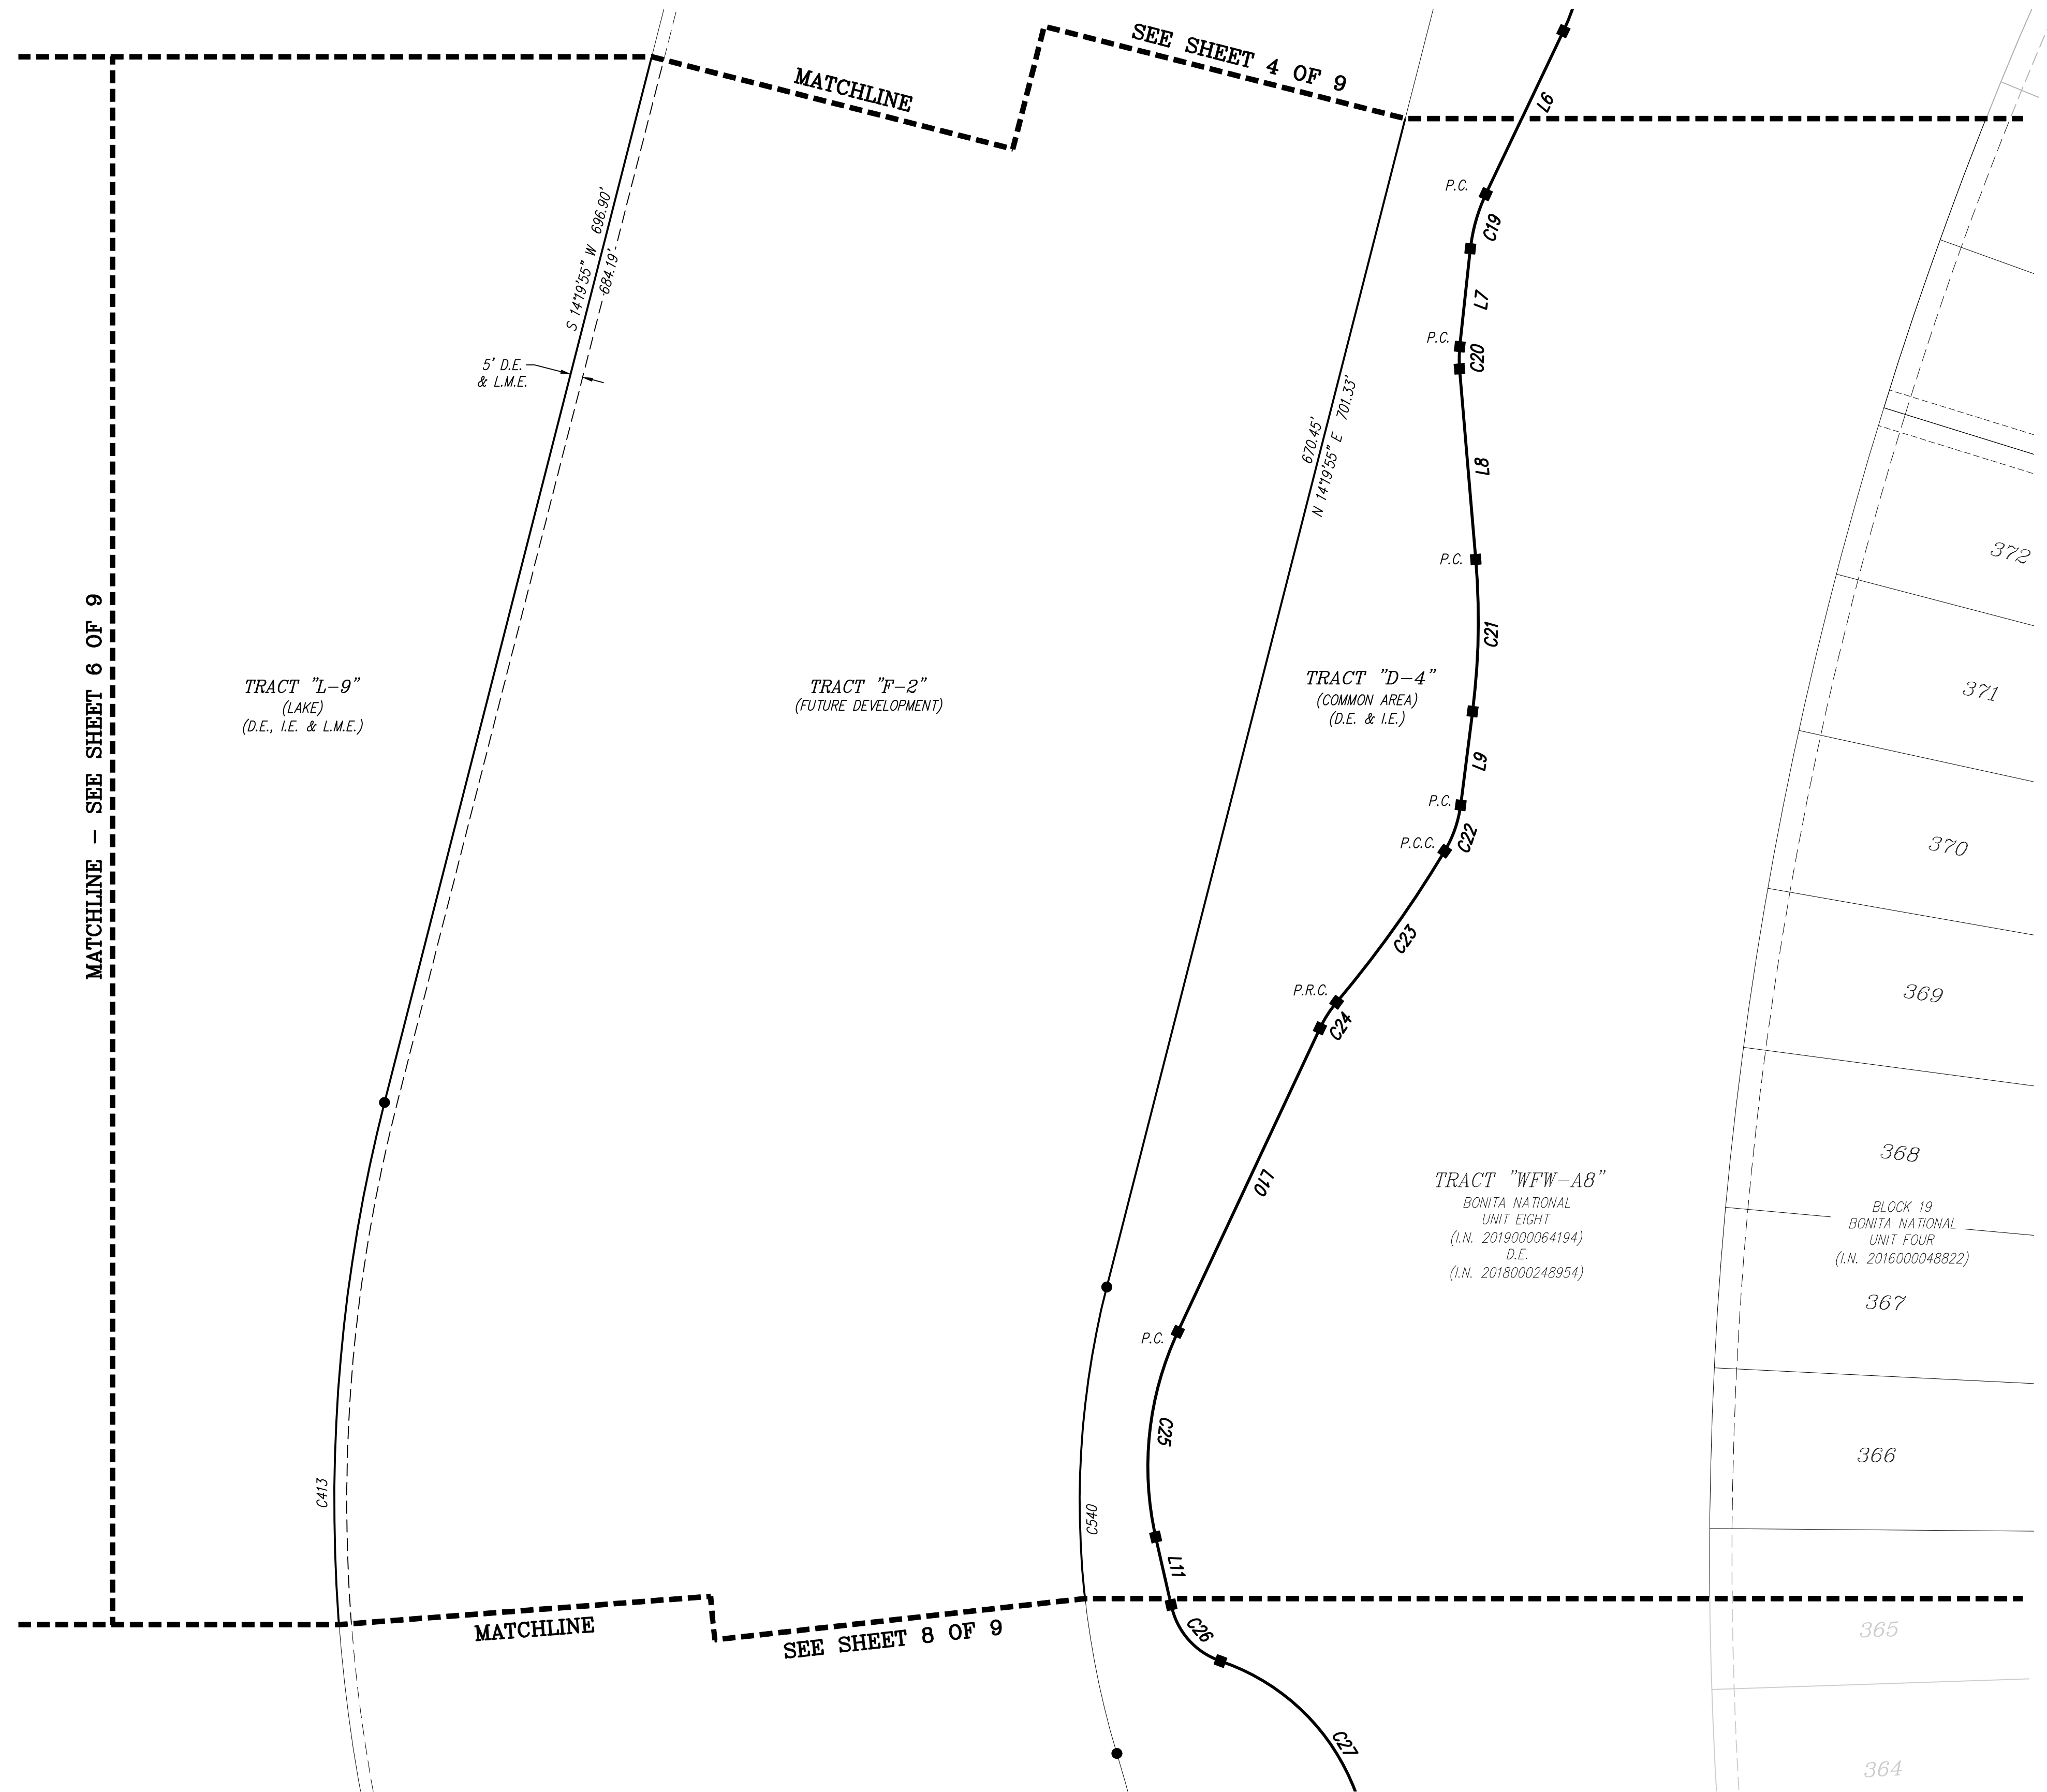 SEE SHEET 4 OF 9
MATCHLINE
L6
P.C.
C19
S 14°19'55" W 696.90'
684.19'
L7
P.C.
C20
5' D.E.
& L.M.E.
670.45'
N 14°19'55" E 701.33'
L8
P.C.
372
C21
MATCHLINE - SEE SHEET 6 OF 9
TRACT "L-9"
(LAKE)
(D.E., I.E. & L.M.E.)
TRACT "F-2"
(FUTURE DEVELOPMENT)
TRACT "D-4"
(COMMON AREA)
(D.E. & I.E.)
371
L9
P.C.
P.C.C.
C22
370
C23
P.R.C.
C24
369
L10
368
TRACT "WFW-A8"
BONITA NATIONAL
UNIT EIGHT
(I.N. 2019000064194)
D.E.
(I.N. 2018000248954)
BLOCK 19
BONITA NATIONAL
UNIT FOUR
(I.N. 2016000048822)
367
P.C.
C25
366
C413
C540
L11
MATCHLINE
SEE SHEET 8 OF 9
C26
365
C27
364